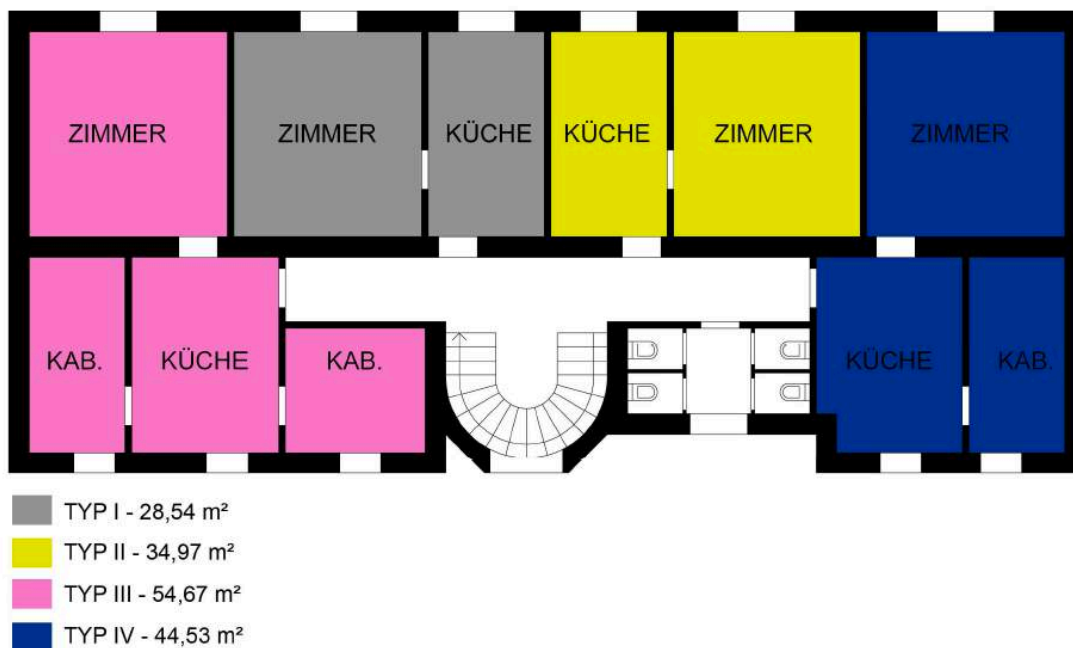 ZIMMER ZIMMER KÜCHE KÜCHE ZIMMER ZIMMER
KAB. KÜCHE KAB. KÜCHE KAB.
TYP I - 28,54 m²
TYP II - 34,97 m²
TYP III - 54,67 m²
TYP IV - 44,53 m²